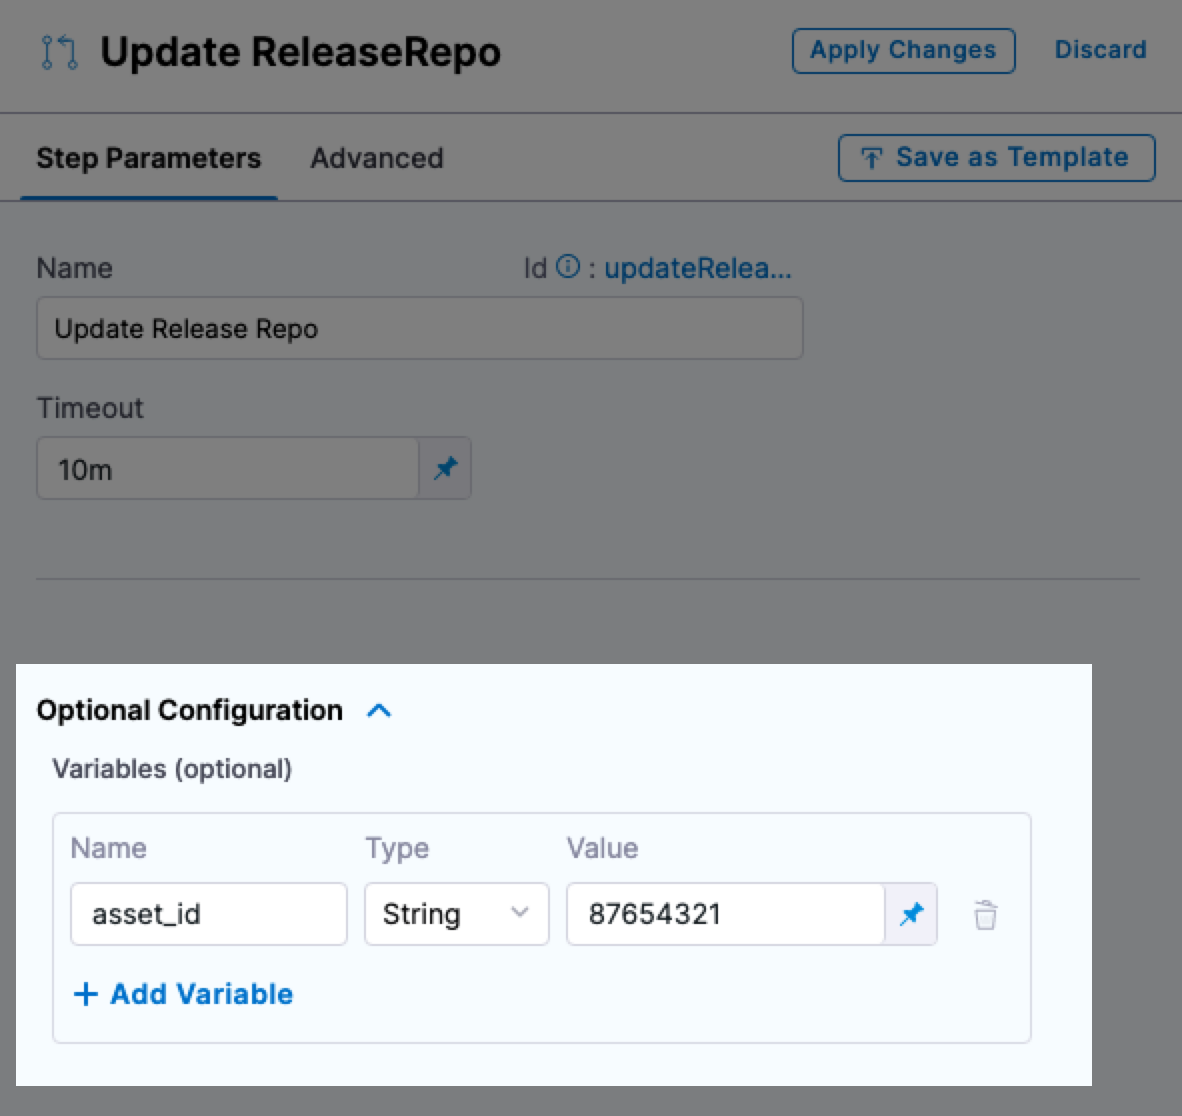 Update ReleaseRepo
Apply Changes
Discard
Step Parameters
Advanced
Save as Template
Name
Id : updateRelea...
Update Release Repo
Timeout
10m
Optional Configuration
Variables (optional)
Name Type Value
asset_id String 87654321
+ Add Variable